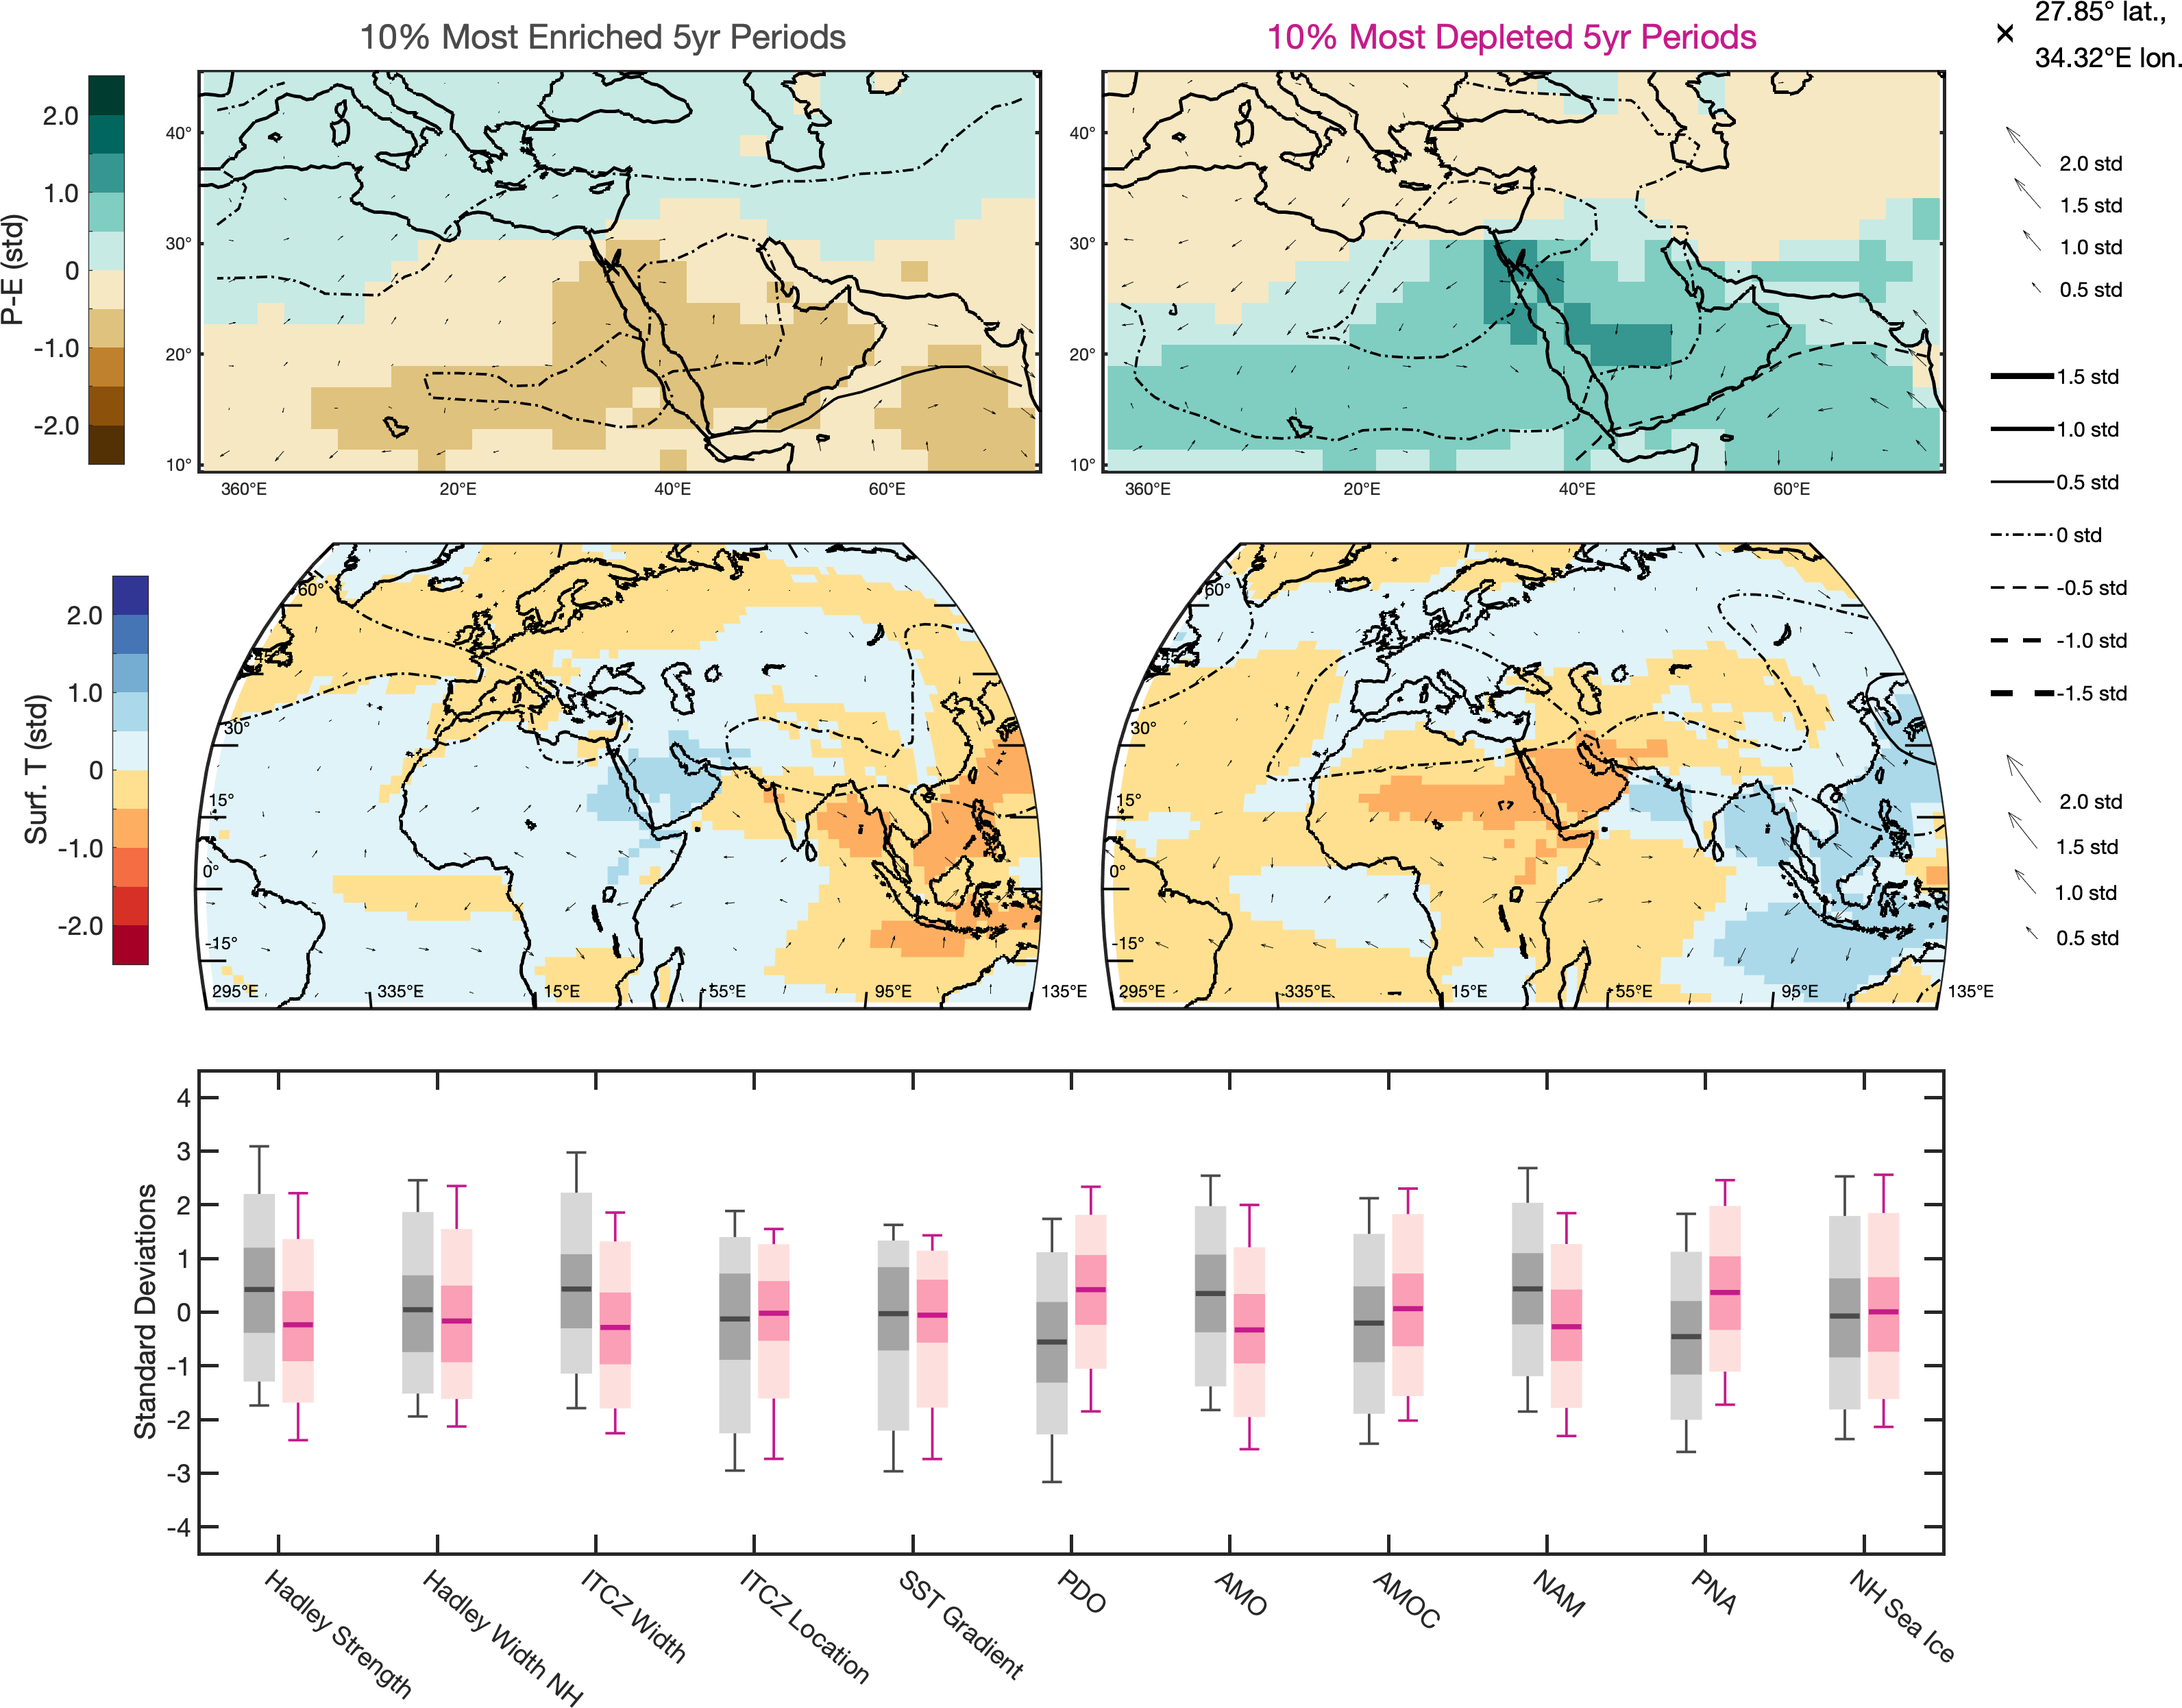 10% Most Enriched 5yr Periods
10% Most Depleted 5yr Periods
27.85° lat.,
34.32°E lon.
P-E (std)
2.0
1.0
0
-1.0
-2.0
40°
30°
20°
10°
360°E
20°E
40°E
60°E
40°
30°
20°
10°
360°E
20°E
40°E
60°E
2.0 std
1.5 std
1.0 std
0.5 std
1.5 std
1.0 std
0.5 std
0 std
-0.5 std
-1.0 std
-1.5 std
2.0 std
1.5 std
1.0 std
0.5 std
Surf. T (std)
2.0
1.0
0
-1.0
-2.0
60°
45°
30°
15°
0°
-15°
295°E
335°E
15°E
55°E
95°E
135°E
60°
45°
30°
15°
0°
-15°
295°E
335°E
15°E
55°E
95°E
135°E
Standard Deviations
4
3
2
1
0
-1
-2
-3
-4
Hadley Strength
Hadley Width NH
ITCZ Width
ITCZ Location
SST Gradient
PDO
AMO
AMOC
NAM
PNA
NH Sea Ice